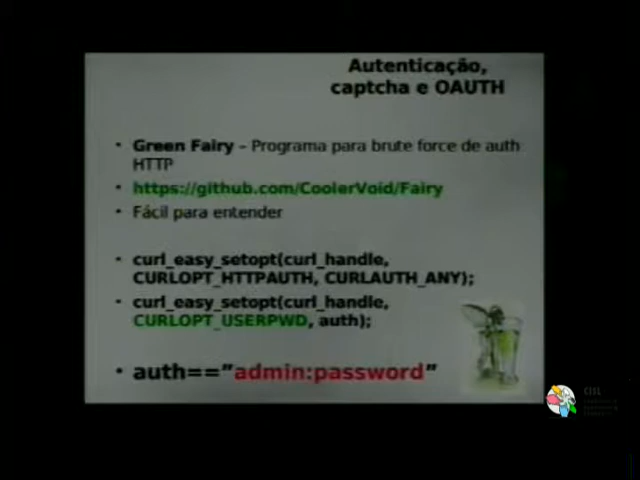 Autenticação,
captcha e OAUTH
• Green Fairy – Programa para brute force de auth
HTTP
• https://github.com/CoolerVoid/Fairy
• Fácil para entender
• curl_easy_setopt(curl_handle,
CURLOPT_HTTPAUTH, CURLAUTH_ANY);
• curl_easy_setopt(curl_handle,
CURLOPT_USERPWD, auth);
• auth==”admin:password”
CISL